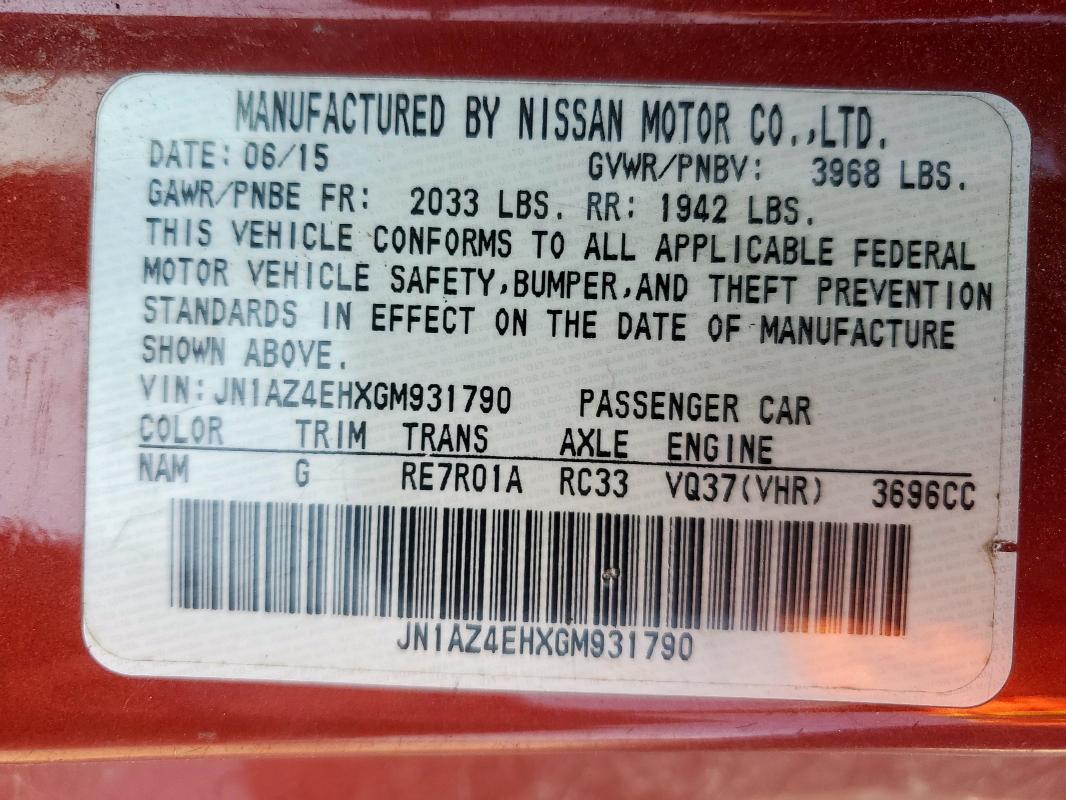 MANUFACTURED BY NISSAN MOTOR CO.,LTD.
DATE: 06/15 GVWR/PNBV: 3968 LBS.
GAWR/PNBE FR: 2033 LBS. RR: 1942 LBS.
THIS VEHICLE CONFORMS TO ALL APPLICABLE FEDERAL
MOTOR VEHICLE SAFETY,BUMPER,AND THEFT PREVENTION
STANDARDS IN EFFECT ON THE DATE OF MANUFACTURE
SHOWN ABOVE.
VIN:JN1AZ4EHXGM931790 PASSENGER CAR
COLOR TRIM TRANS AXLE ENGINE
NAM G RE7R01A RC33 VQ37(VHR) 3696CC
JN1AZ4EHXGM931790